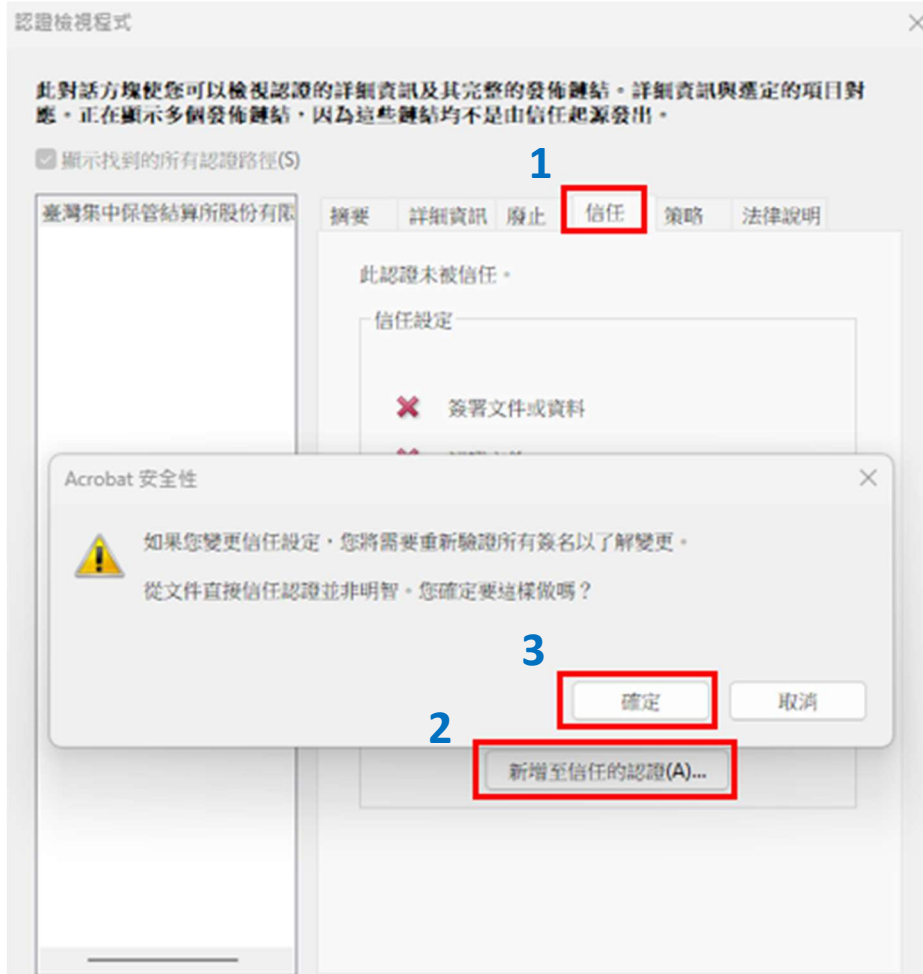 認證檢視程式
此對話方塊使您可以檢視認證的詳細資訊及其完整的發佈鏈結。詳細資訊與選定的項目對
應。正在顯示多個發佈鏈結，因為這些鏈結均不是由信任起源發出。
顯示找到的所有認證路徑(S)
1
臺灣集中保管結算所股份有限
摘要 詳細資訊 廢止 信任 策略 法律說明
此認證未被信任。
信任設定
簽署文件或資料
Acrobat 安全性
如果您變更信任設定，您將需要重新驗證所有簽名以了解變更。
從文件直接信任認證並非明智。您確定要這樣做嗎？
3
確定 取消
2
新增至信任的認證(A)...